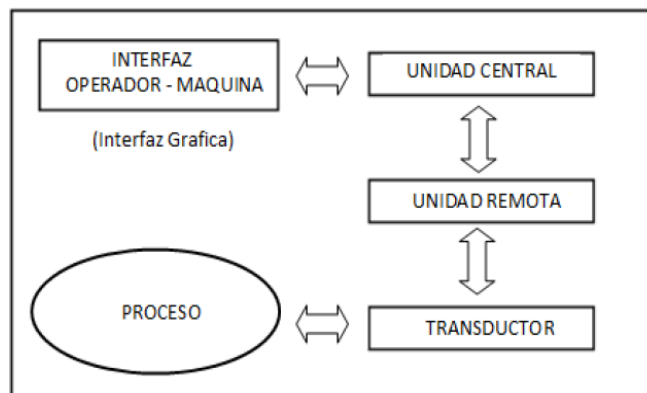 INTERFAZ
OPERADOR - MAQUINA
(Interfaz Grafica)
UNIDAD CENTRAL
UNIDAD REMOTA
TRANSDUCTOR
PROCESO